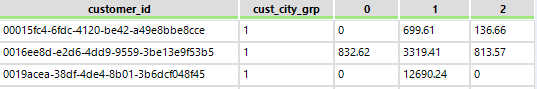 customer_id cust_city_grp 0 1 2
00015fc4-6fdc-4120-be42-a49e8bbe8cce 1 0 699.61 136.66
0016ee8d-e2d6-4dd9-9559-3be13e9f53b5 1 832.62 3319.41 813.57
0019acea-38df-4de4-8b01-3b6dcf048f45 1 0 12690.24 0